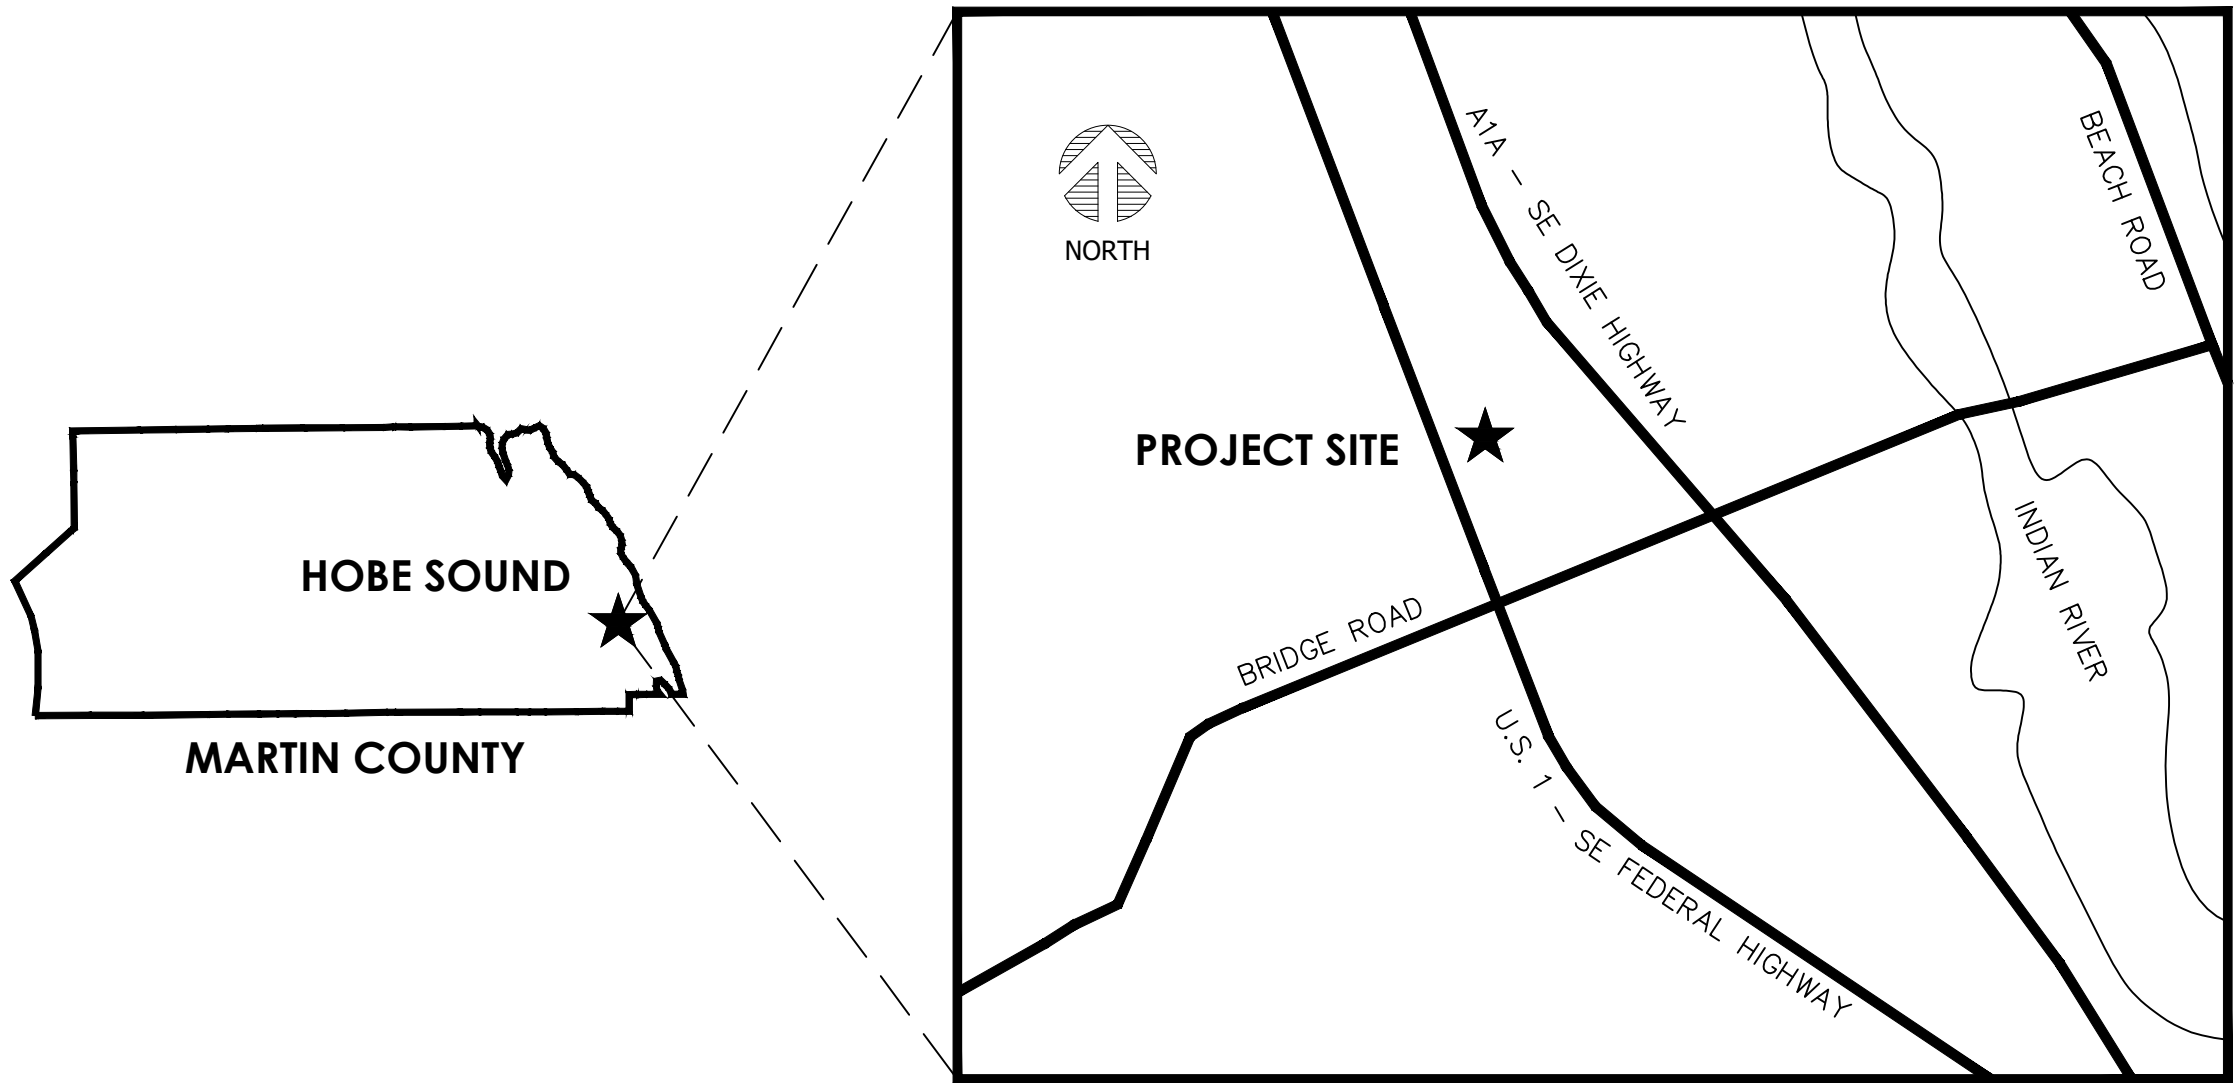 HOBE SOUND
MARTIN COUNTY
NORTH
A1A - SE DIXIE HIGHWAY
BEACH ROAD
PROJECT SITE
BRIDGE ROAD
INDIAN RIVER
U.S. 1 - SE FEDERAL HIGHWAY